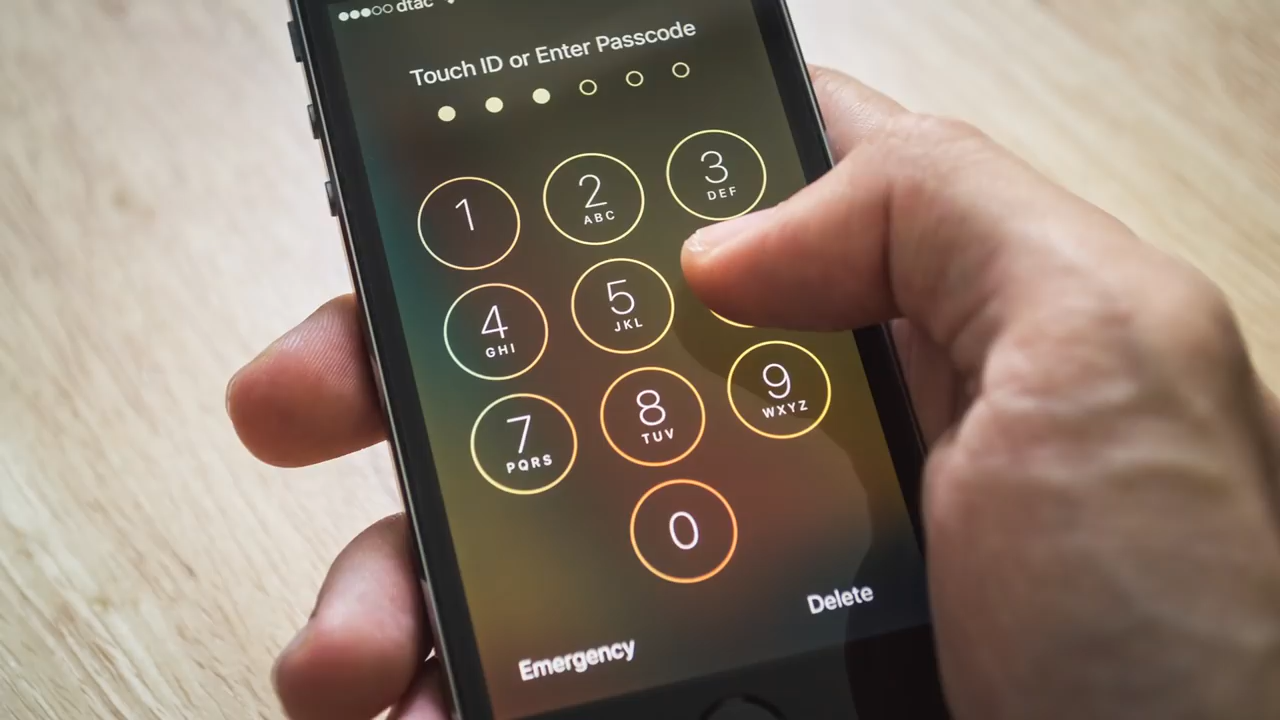 dtac
Touch ID or Enter Passcode
1
2
ABC
3
DEF
4
GHI
5
JKL
7
PQRS
8
TUV
9
WXYZ
0
Delete
Emergency